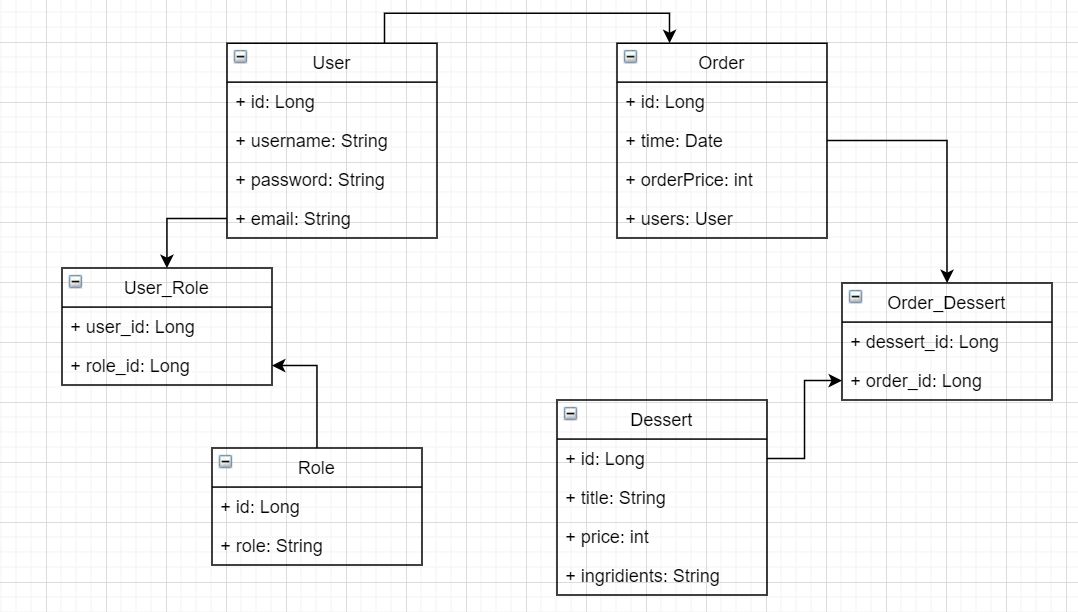 User
+ id: Long
+ username: String
+ password: String
+ email: String
Order
+ id: Long
+ time: Date
+ orderPrice: int
+ users: User
User_Role
+ user_id: Long
+ role_id: Long
Order_Dessert
+ dessert_id: Long
+ order_id: Long
Role
+ id: Long
+ role: String
Dessert
+ id: Long
+ title: String
+ price: int
+ ingridients: String